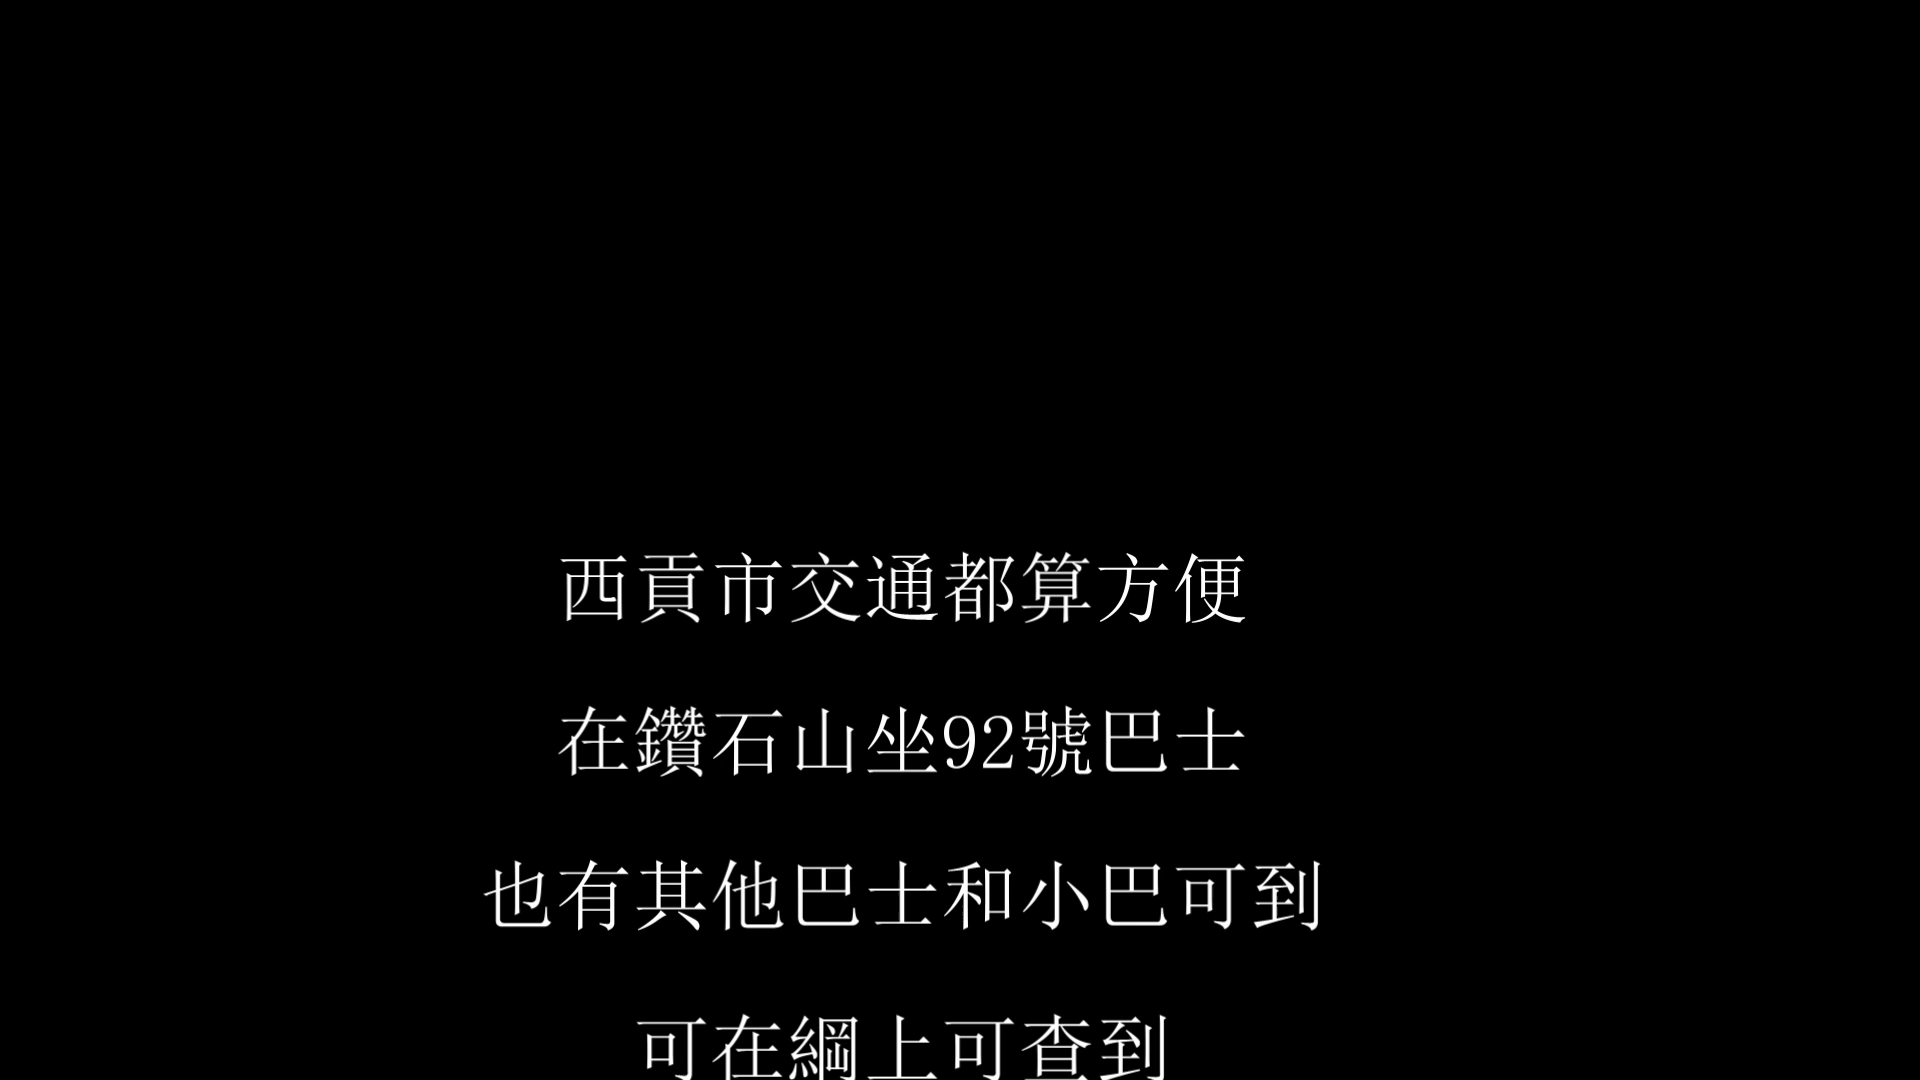 西貢市交通都算方便
在鑽石山坐92號巴士
也有其他巴士和小巴可到
可在綱上可查到